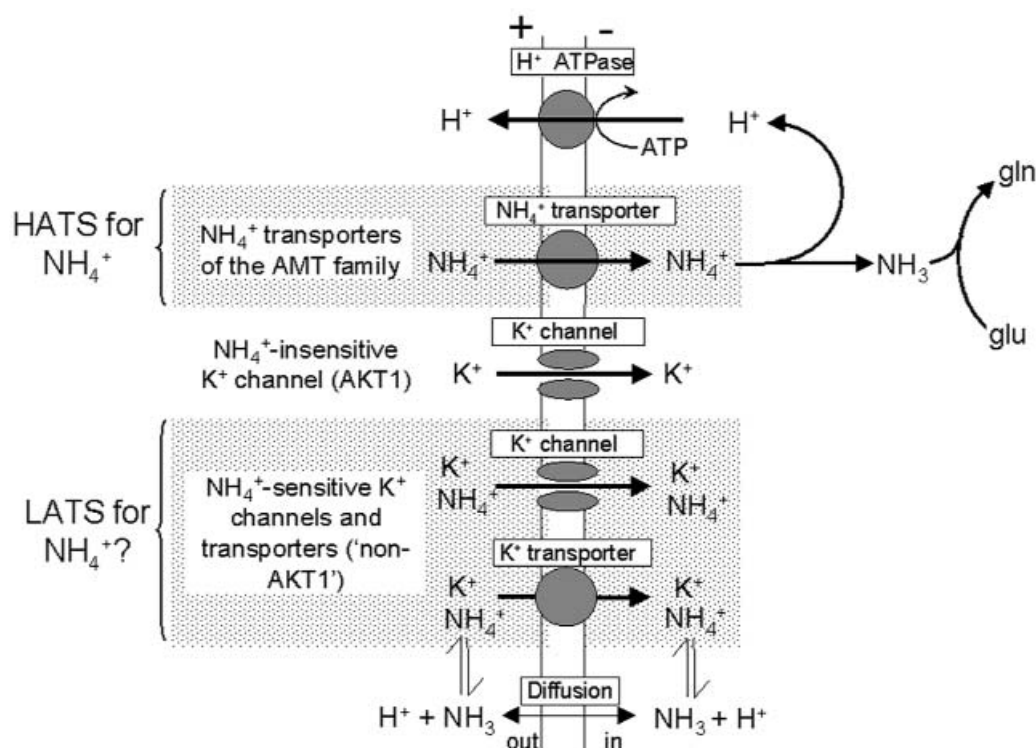 + -
H⁺ ATPase
H⁺
ATP
H⁺
gln
HATS for
NH₄⁺
NH₄⁺ transporters
of the AMT family
NH₄⁺ transporter
NH₄⁺
NH₄⁺
NH₃
glu
NH₄⁺-insensitive
K⁺ channel (AKT1)
K⁺ channel
K⁺
K⁺
LATS for
NH₄⁺?
NH₄⁺-sensitive K⁺
channels and
transporters (‘non-
AKT1’)
K⁺ channel
K⁺
NH₄⁺
K⁺
NH₄⁺
K⁺ transporter
K⁺
NH₄⁺
K⁺
NH₄⁺
Diffusion
H⁺ + NH₃
NH₃ + H⁺
out in